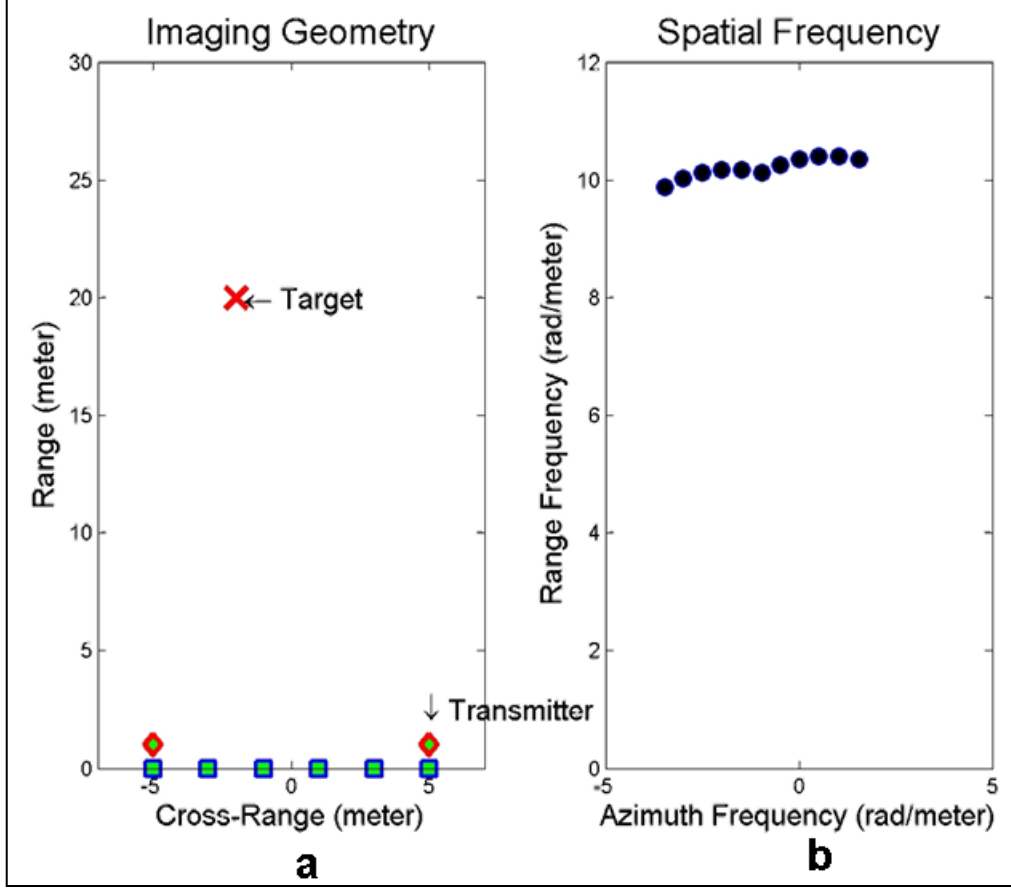 Imaging Geometry
30
25
20
15
10
5
0
-5
0
5
Range (meter)
Cross-Range (meter)
← Target
↓ Transmitter
a
Spatial Frequency
12
10
8
6
4
2
0
-5
0
5
Range Frequency (rad/meter)
Azimuth Frequency (rad/meter)
b